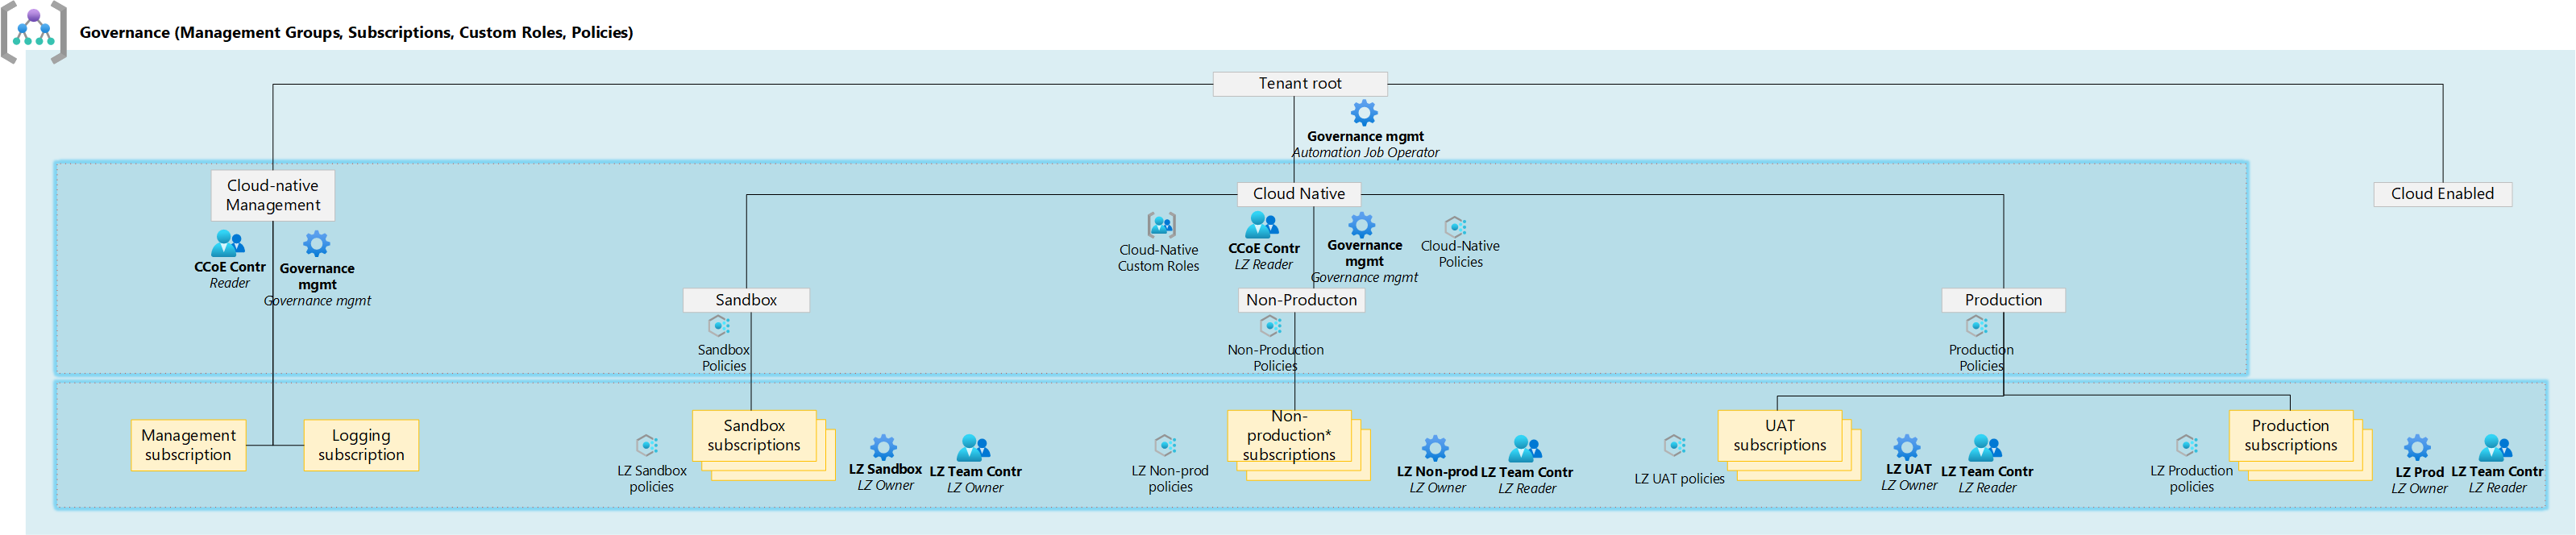 Governance (Management Groups, Subscriptions, Custom Roles, Policies)
Tenant root
Governance mgmt
Automation Job Operator
Cloud-native
Management
CCoE Contr
Reader
Governance
mgmt
Governance mgmt
Cloud Native
Cloud-Native
Custom Roles
CCoE Contr
LZ Reader
Governance
mgmt
Governance mgmt
Cloud-Native
Policies
Cloud Enabled
Sandbox
Sandbox
Policies
Non-Producton
Non-Production
Policies
Production
Production
Policies
Management
subscription
Logging
subscription
LZ Sandbox
policies
Sandbox
subscriptions
LZ Sandbox
LZ Owner
LZ Team Contr
LZ Owner
LZ Non-prod
policies
Non-
production*
subscriptions
LZ Non-prod
LZ Owner
LZ Team Contr
LZ Reader
LZ UAT policies
UAT
subscriptions
LZ UAT
LZ Owner
LZ Team Contr
LZ Reader
LZ Production
policies
Production
subscriptions
LZ Prod
LZ Owner
LZ Team Contr
LZ Reader